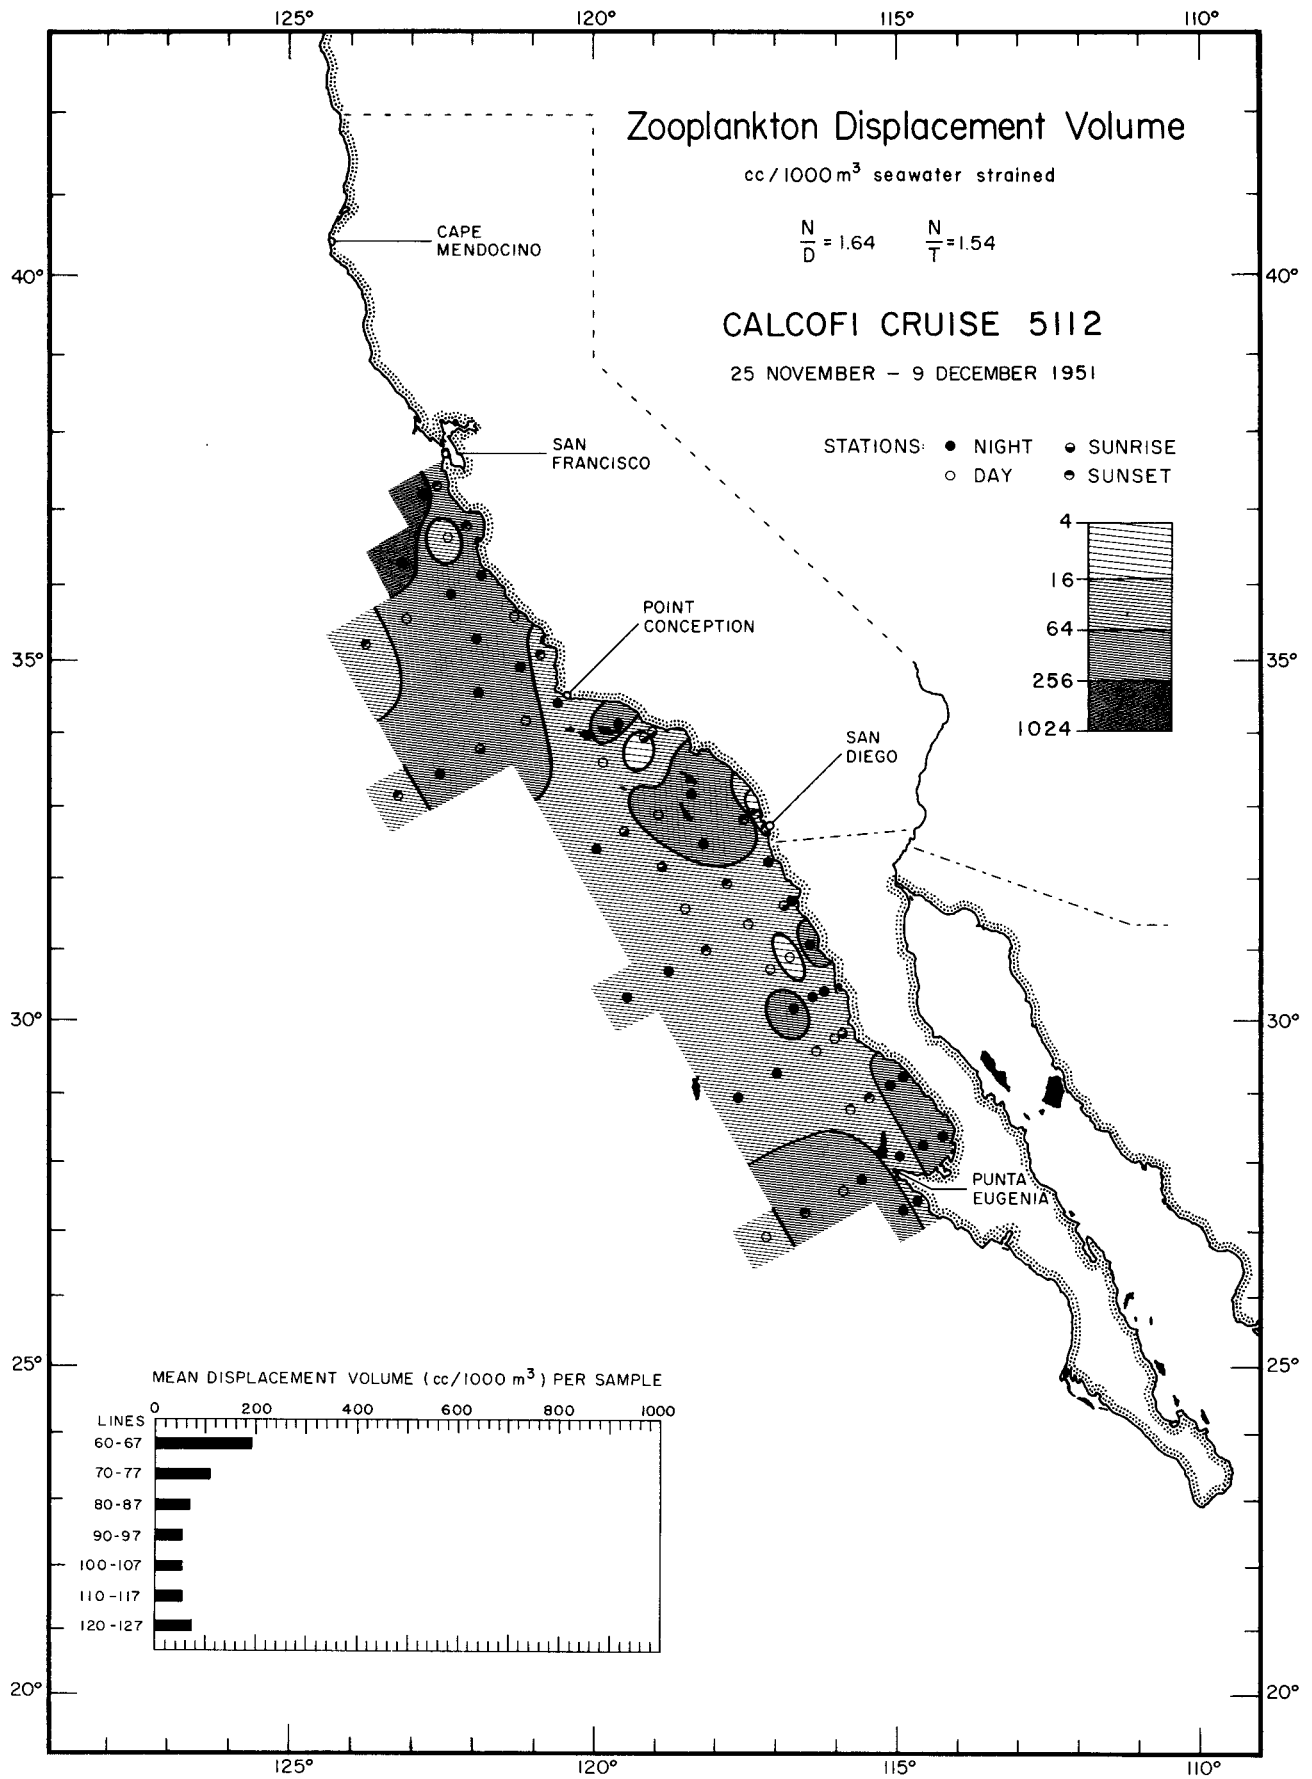 125° 120° 115° 110°
Zooplankton Displacement Volume
cc/1000 m³ seawater strained
N/D = 1.64 N/T = 1.54
CAPE
MENDOCINO
40° 40°
CALCOFI CRUISE 5112
25 NOVEMBER – 9 DECEMBER 1951
STATIONS: NIGHT SUNRISE
DAY SUNSET
SAN
FRANCISCO
4
16
64
256
1024
POINT
CONCEPTION
35° 35°
SAN
DIEGO
30° 30°
PUNTA
EUGENIA
25° 25°
MEAN DISPLACEMENT VOLUME (cc/1000 m³) PER SAMPLE
0 200 400 600 800 1000
LINES
60-67
70-77
80-87
90-97
100-107
110-117
120-127
20° 20°
125° 120° 115° 110°